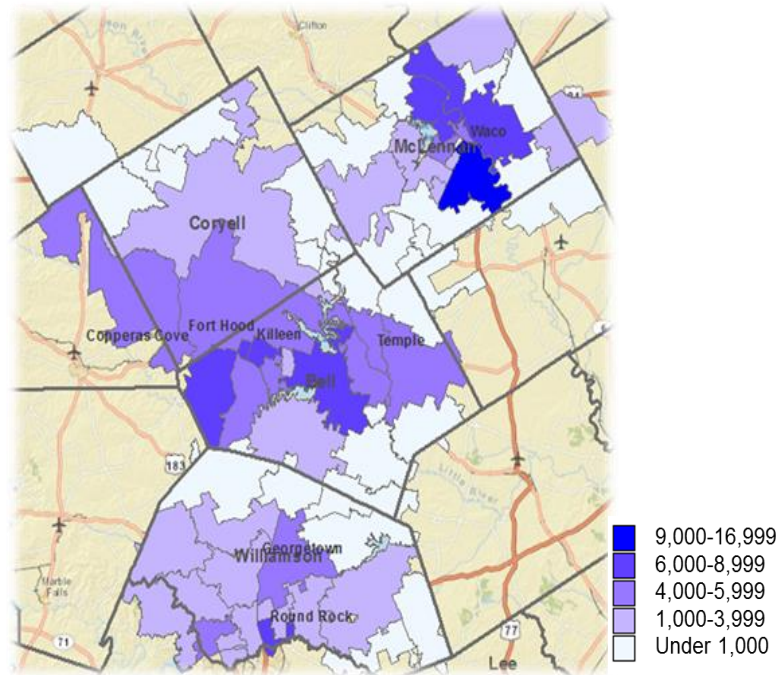 Clifton
Waco
McLennan
Coryell
Fort Hood
Copperas Cove
Killeen
Temple
Bell
183
Little River
Georgetown
Williamson
Marble
Falls
Round Rock
71
77
Lee
9,000-16,999
6,000-8,999
4,000-5,999
1,000-3,999
Under 1,000